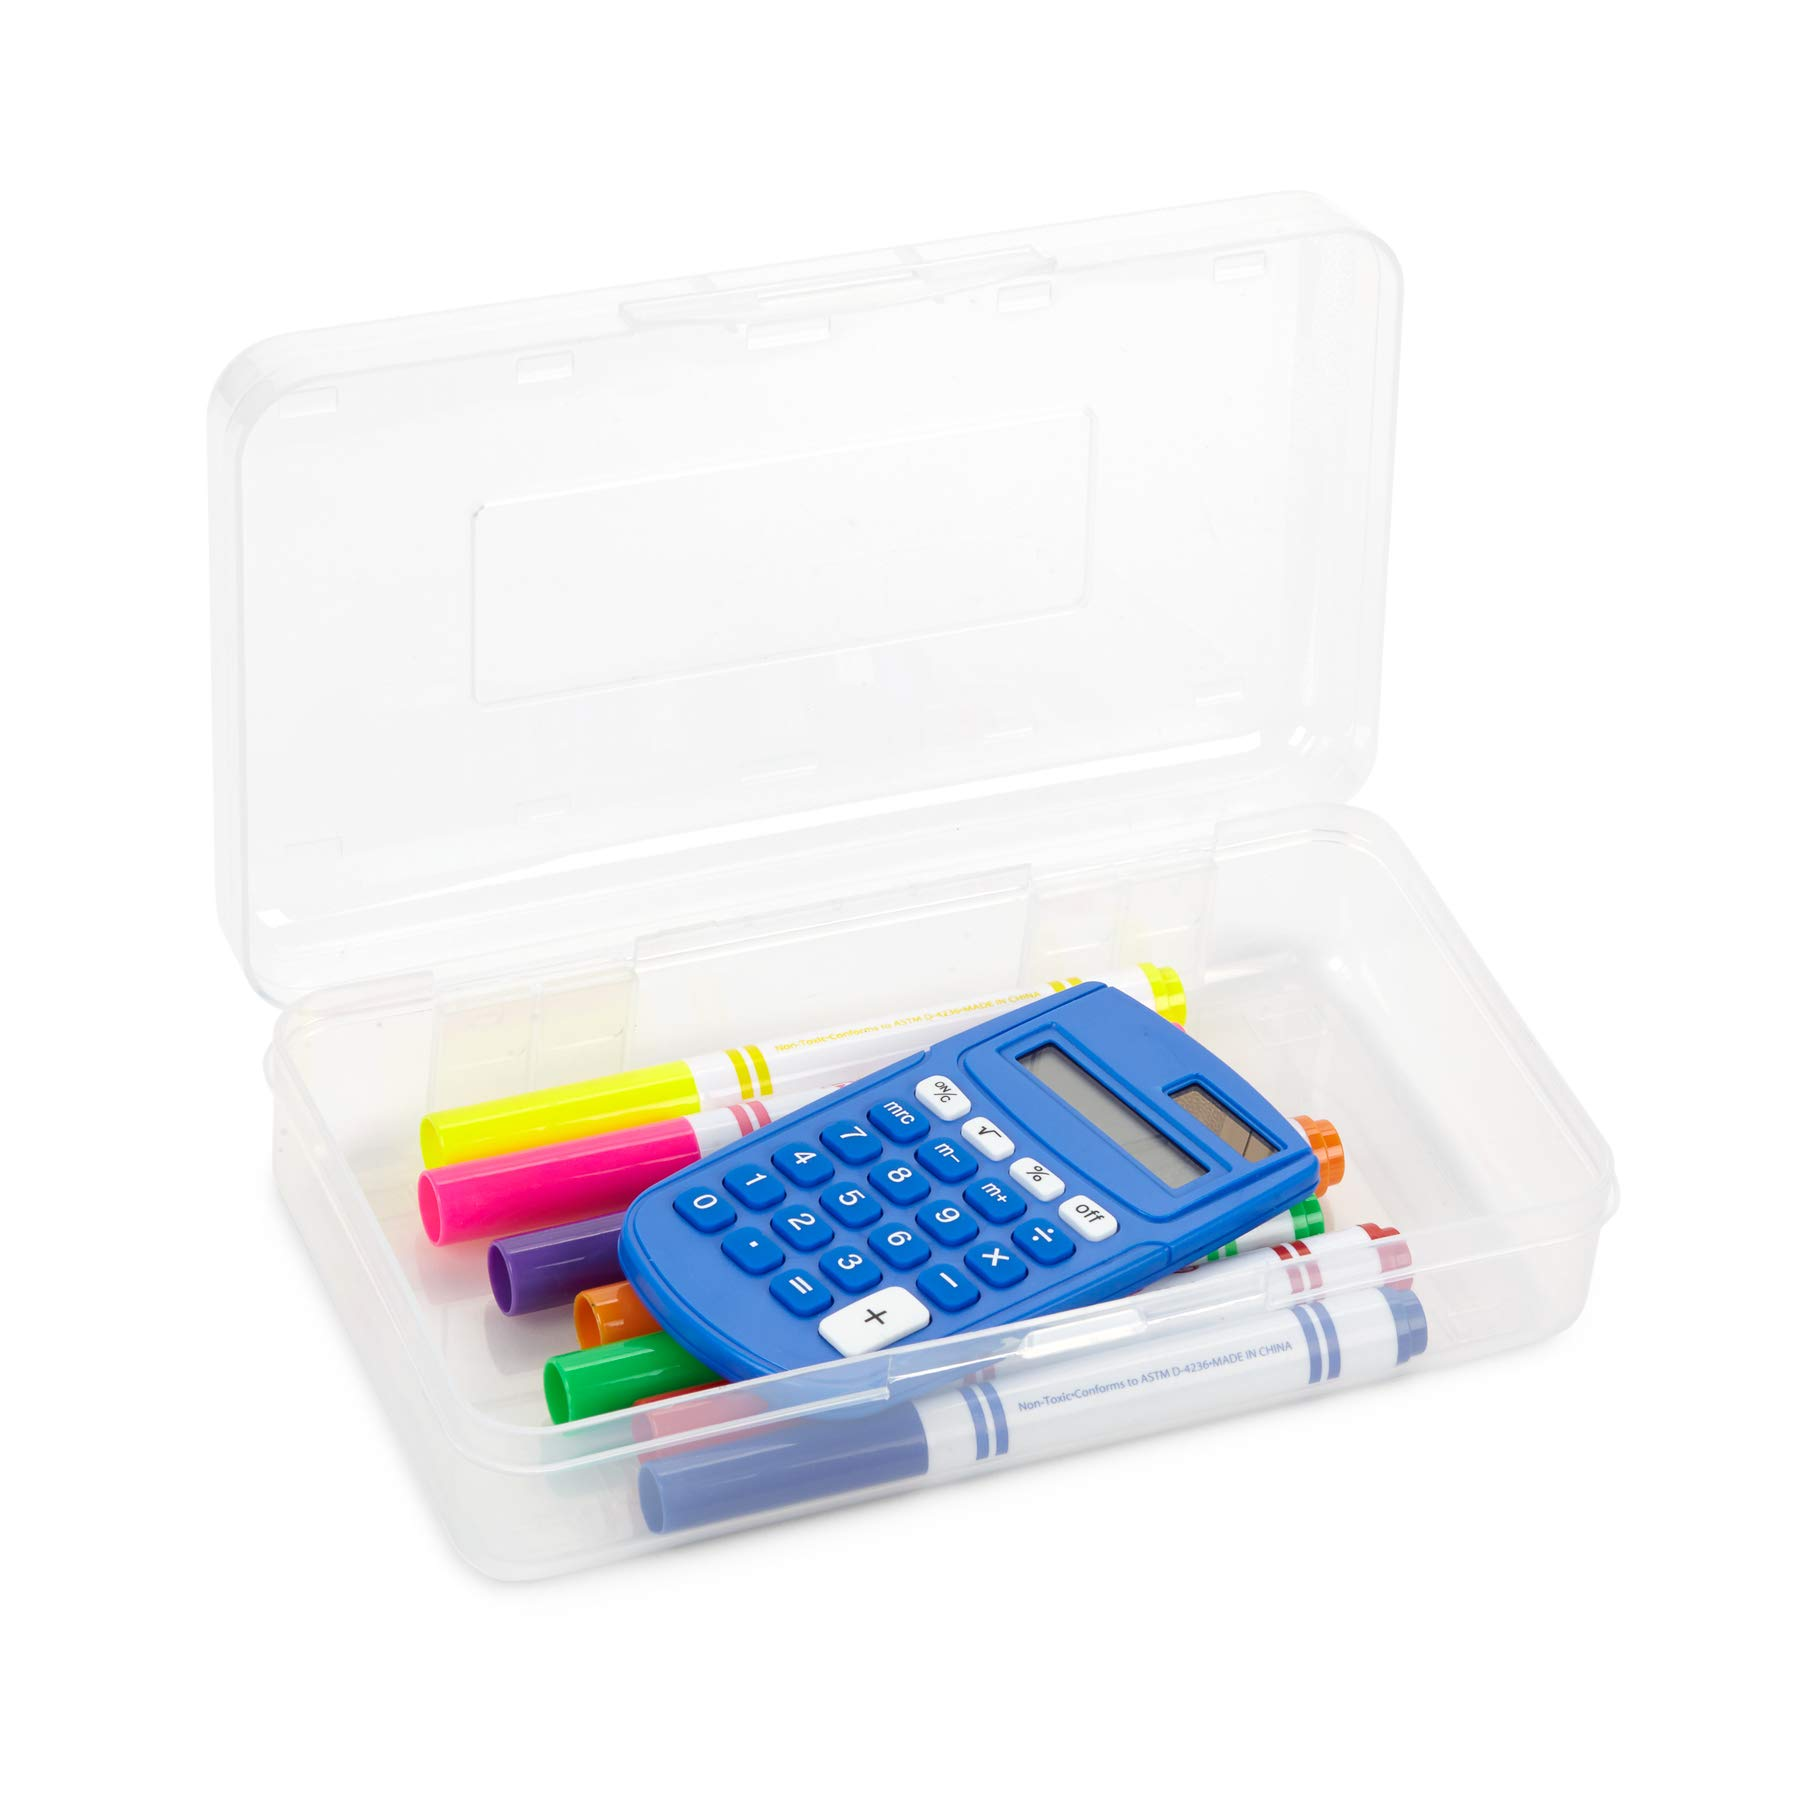 Non-Toxic•Conforms to ASTM D-4236•MADE IN CHINA
ON/C
√
%
off
mrc
m–
m+
÷
7
8
9
×
4
5
6
–
1
2
3
+
0
.
=
Non-Toxic•Conforms to ASTM D-4236•MADE IN CHINA